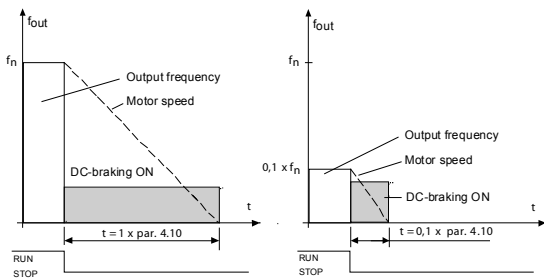 fout
fn
Output frequency
Motor speed
DC-braking ON
t
t = 1 x par. 4.10
RUN
STOP
fout
fn
Output frequency
Motor speed
0,1 x fn
DC-braking ON
t
t = 0,1 x par. 4.10
RUN
STOP